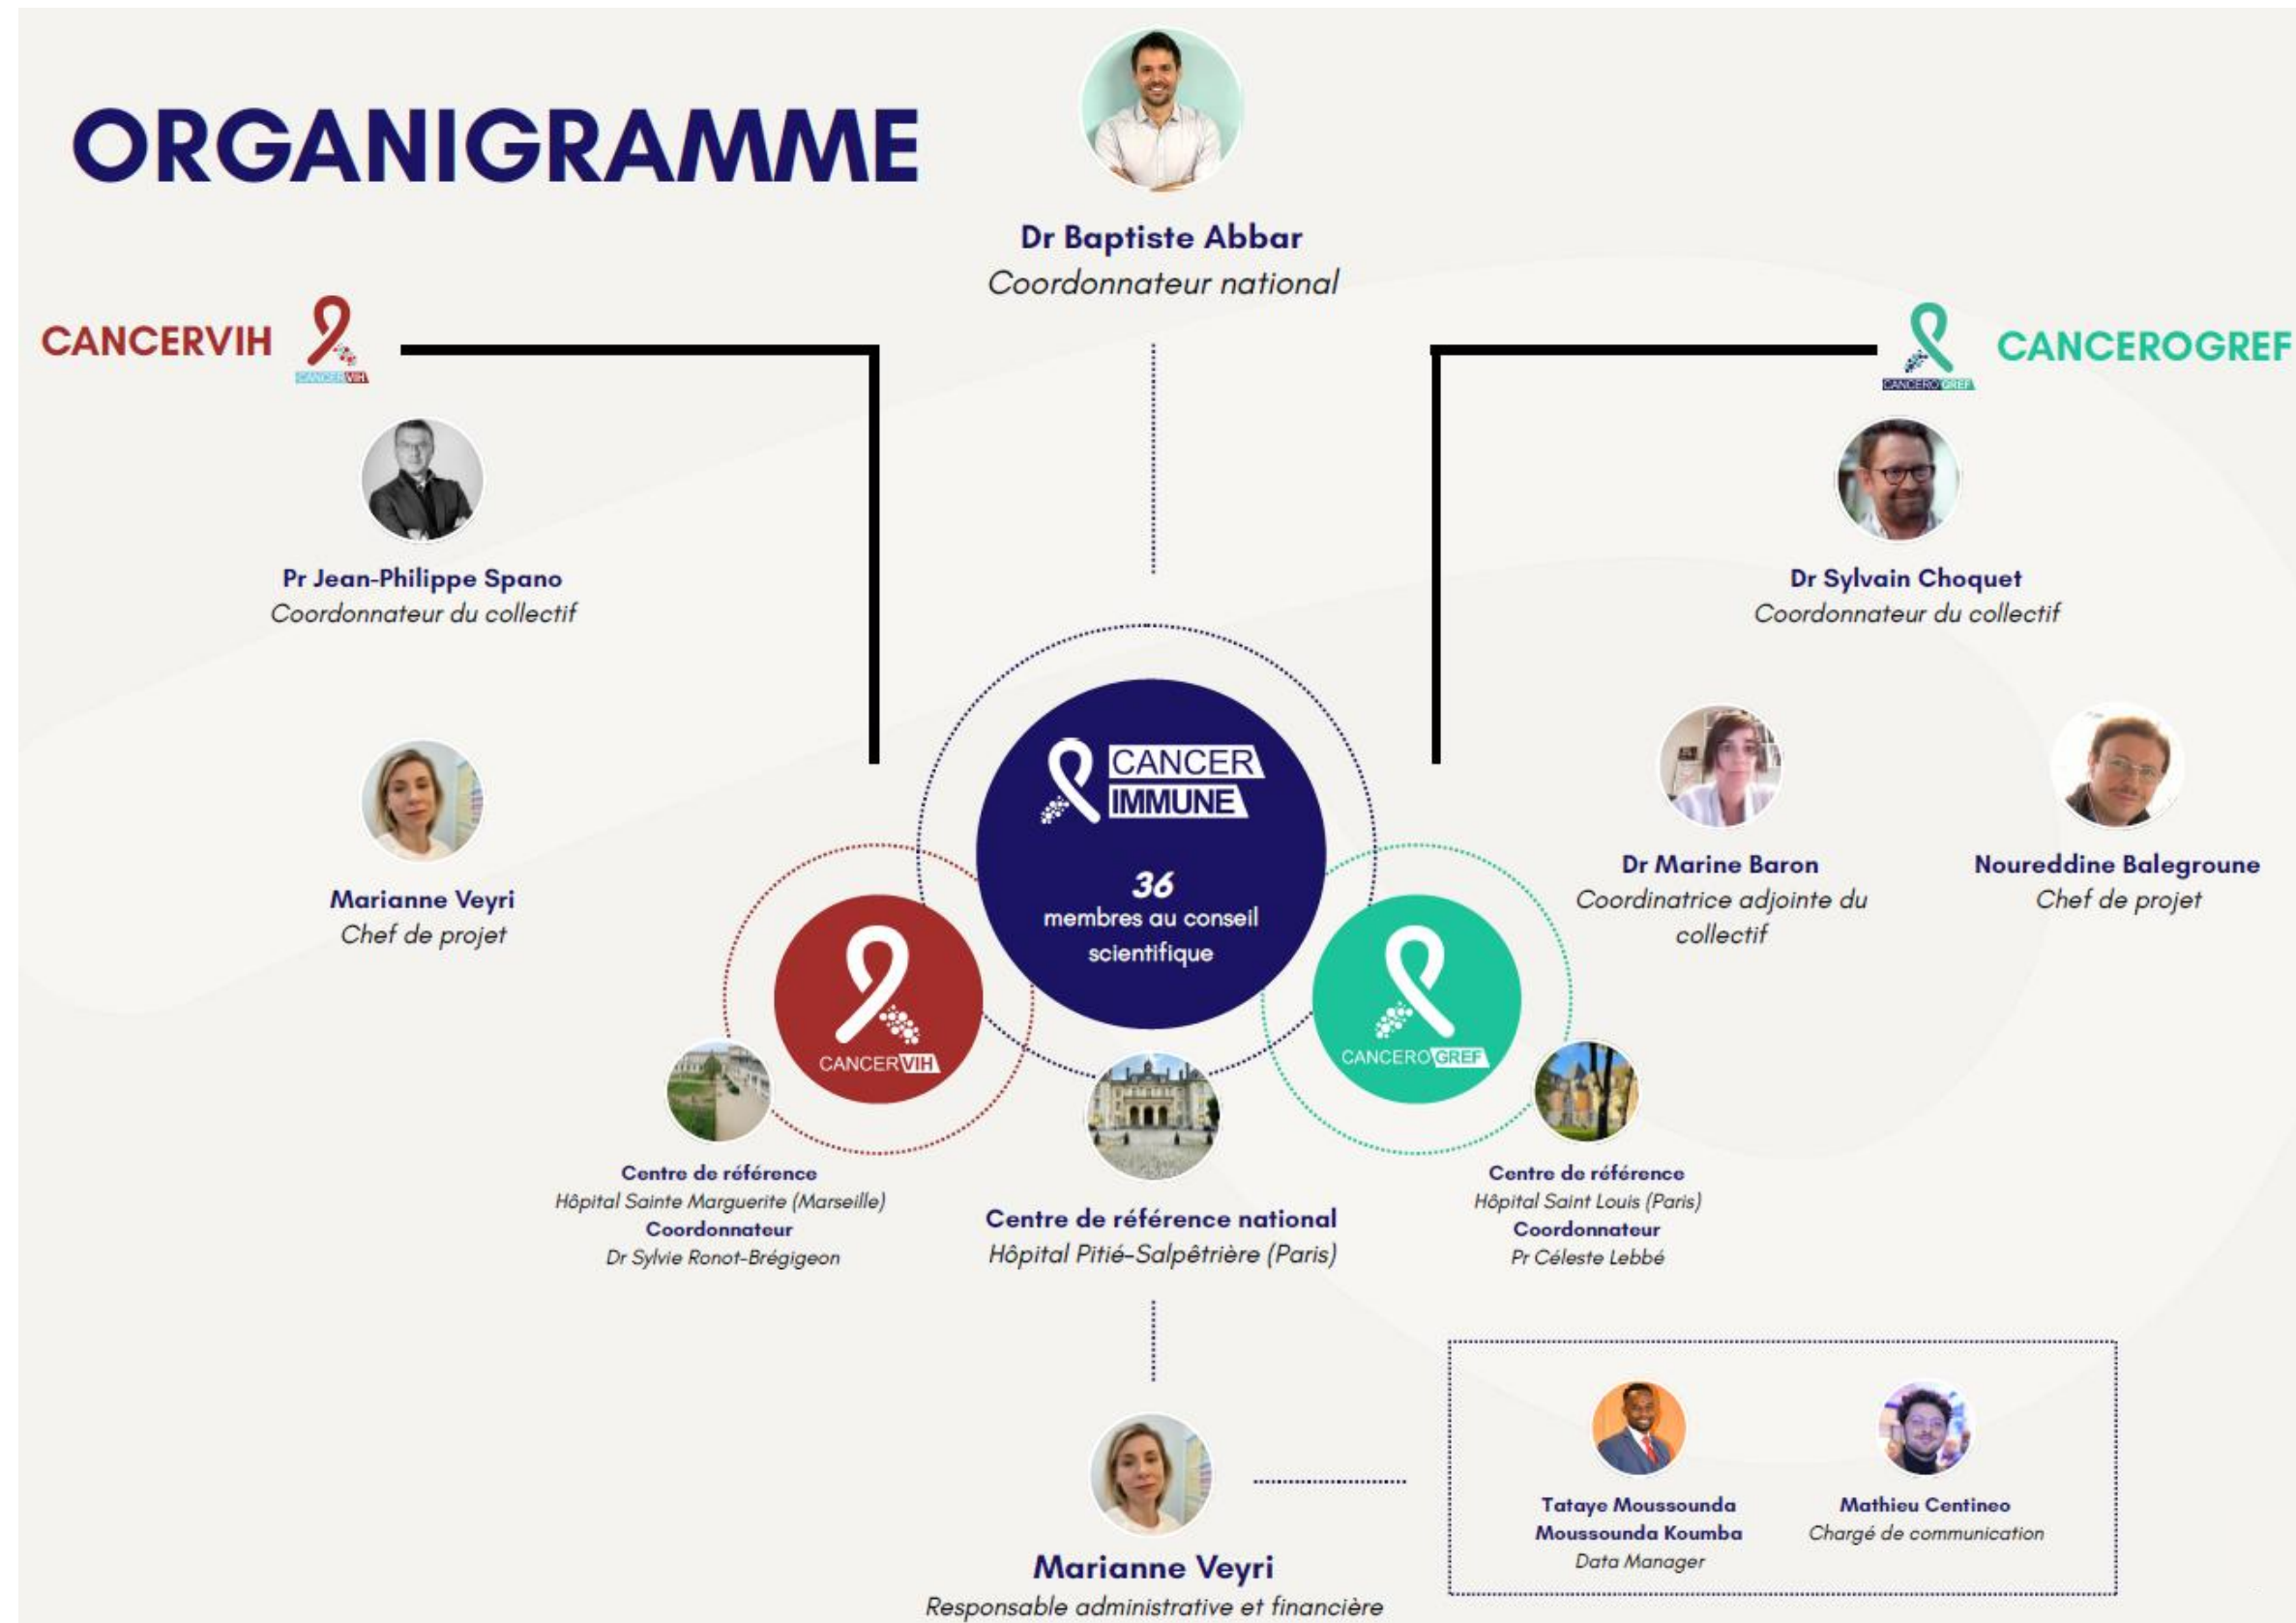 ORGANIGRAMME
Dr Baptiste Abbar
Coordonnateur national
CANCERVIH
CANCERVIH
CANCEROGREF
CANCEROGREF
Pr Jean-Philippe Spano
Coordonnateur du collectif
Dr Sylvain Choquet
Coordonnateur du collectif
Marianne Veyri
Chef de projet
Dr Marine Baron
Coordinatrice adjointe du
collectif
Noureddine Balegroune
Chef de projet
CANCER
IMMUNE
36
membres au conseil
scientifique
CANCERVIH
CANCEROGREF
Centre de référence
Hôpital Sainte Marguerite (Marseille)
Coordonnateur
Dr Sylvie Ronot-Brégigeon
Centre de référence national
Hôpital Pitié-Salpêtrière (Paris)
Centre de référence
Hôpital Saint Louis (Paris)
Coordonnateur
Pr Céleste Lebbé
Marianne Veyri
Responsable administrative et financière
Tataye Moussounda
Moussounda Koumba
Data Manager
Mathieu Centineo
Chargé de communication